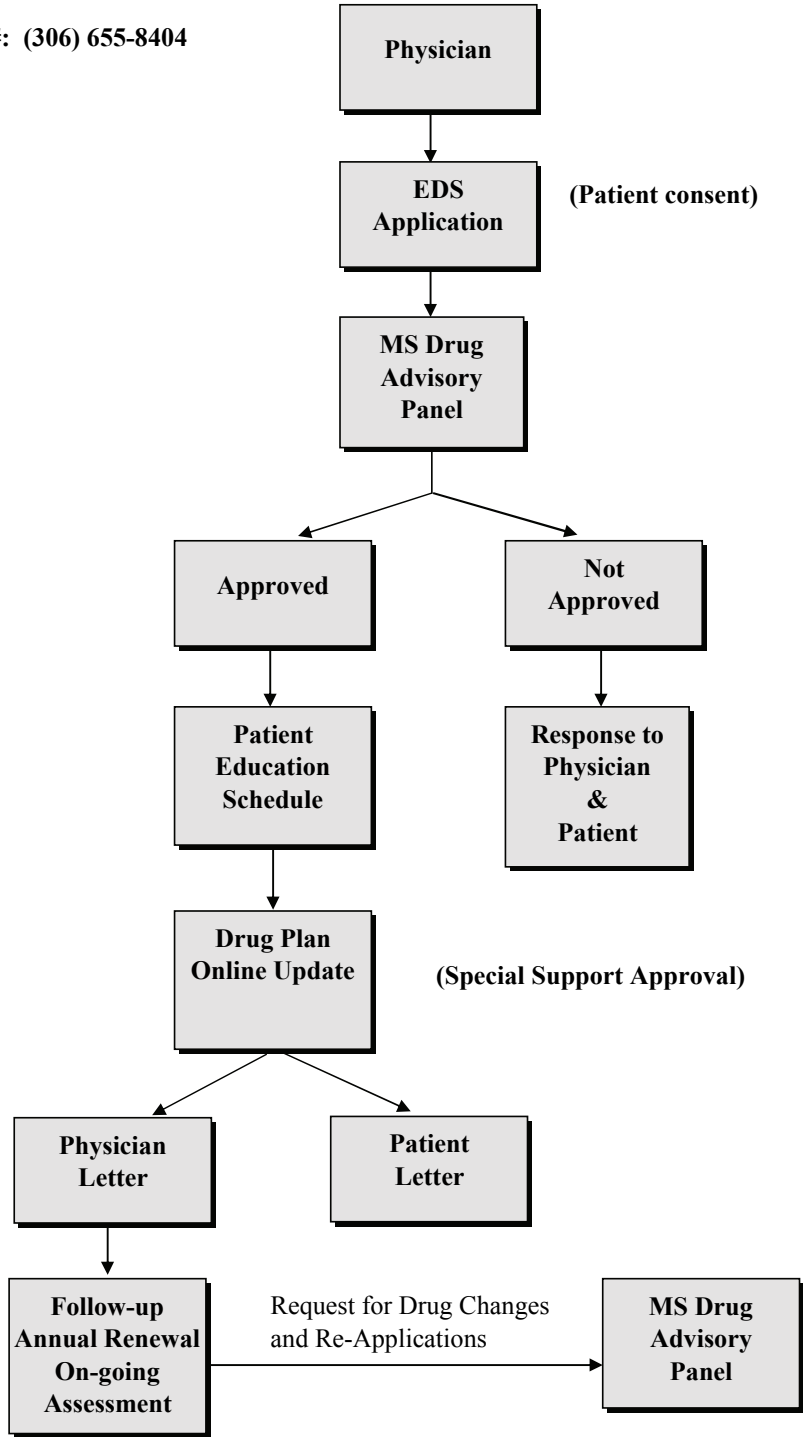 : (306) 655-8404
Physician
EDS
Application
(Patient consent)
MS Drug
Advisory
Panel
Approved
Not
Approved
Patient
Education
Schedule
Response to
Physician
&
Patient
Drug Plan
Online Update
(Special Support Approval)
Physician
Letter
Patient
Letter
Follow-up
Annual Renewal
On-going
Assessment
Request for Drug Changes
and Re-Applications
MS Drug
Advisory
Panel